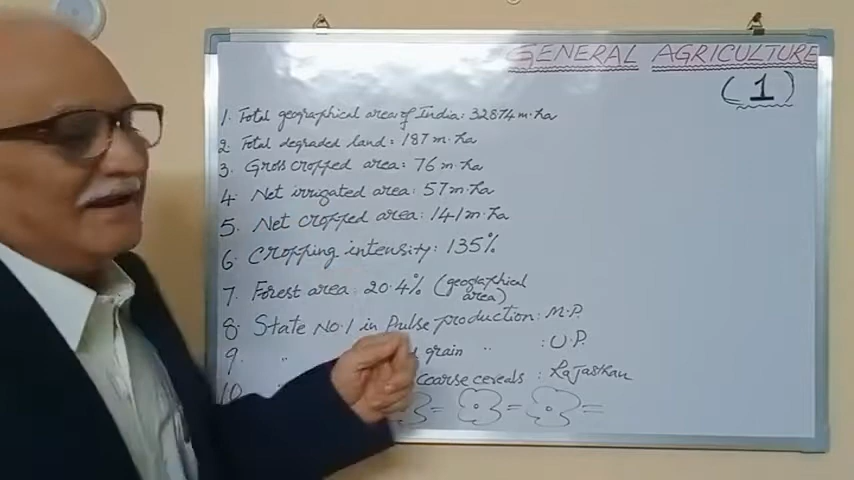 GENERAL AGRICULTURE
(1)
1. Total geographical area of India: 32874 m.ha
2. Total degraded land: 187 m.ha
3. Gross cropped area: 76 m.ha
4. Net irrigated area: 57 m.ha
5. Net cropped area: 141 m.ha
6. Cropping intensity: 135%
7. Forest area: 20.4% (geographical area)
8. State No.1 in Pulse production: M.P.
9. " grain " : U.P.
10 " coarse cereals : Rajasthan